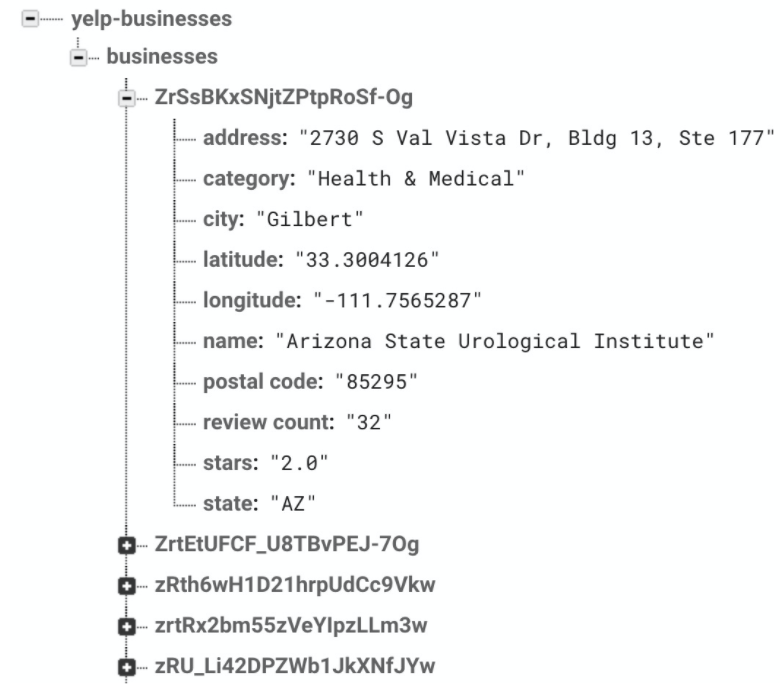 yelp-businesses
businesses
ZrSsBKxSNjtZPtpRoSf-Og
address: "2730 S Val Vista Dr, Bldg 13, Ste 177"
category: "Health & Medical"
city: "Gilbert"
latitude: "33.3004126"
longitude: "-111.7565287"
name: "Arizona State Urological Institute"
postal code: "85295"
review count: "32"
stars: "2.0"
state: "AZ"
ZrtEtUFCF_U8TBvPEJ-7Og
zRth6wH1D21hrpUdCc9Vkw
zrtRx2bm55zVeYIpzLLm3w
zRU_Li42DPZWb1JkXNfJYw